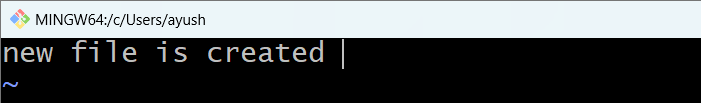 MINGW64:/c/Users/ayush
new file is created
~